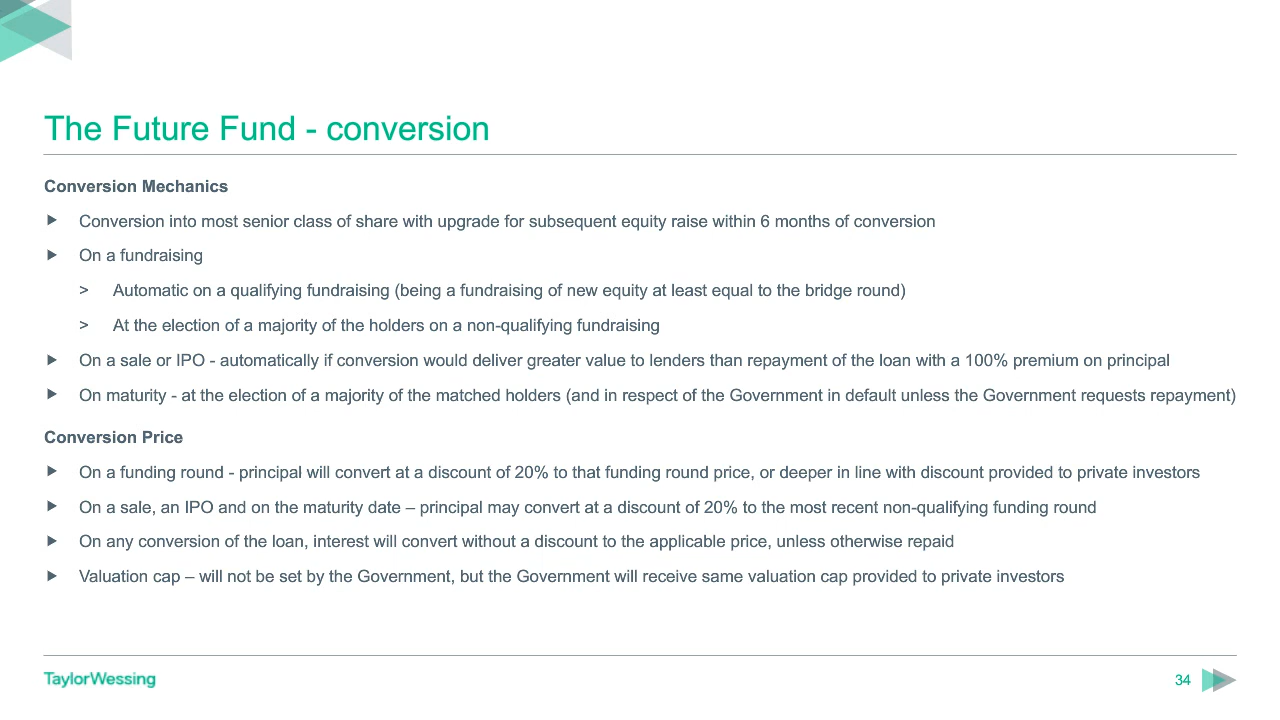 The Future Fund - conversion
Conversion Mechanics
Conversion into most senior class of share with upgrade for subsequent equity raise within 6 months of conversion
On a fundraising
> Automatic on a qualifying fundraising (being a fundraising of new equity at least equal to the bridge round)
> At the election of a majority of the holders on a non-qualifying fundraising
On a sale or IPO - automatically if conversion would deliver greater value to lenders than repayment of the loan with a 100% premium on principal
On maturity - at the election of a majority of the matched holders (and in respect of the Government in default unless the Government requests repayment)
Conversion Price
On a funding round - principal will convert at a discount of 20% to that funding round price, or deeper in line with discount provided to private investors
On a sale, an IPO and on the maturity date – principal may convert at a discount of 20% to the most recent non-qualifying funding round
On any conversion of the loan, interest will convert without a discount to the applicable price, unless otherwise repaid
Valuation cap – will not be set by the Government, but the Government will receive same valuation cap provided to private investors
TaylorWessing
34